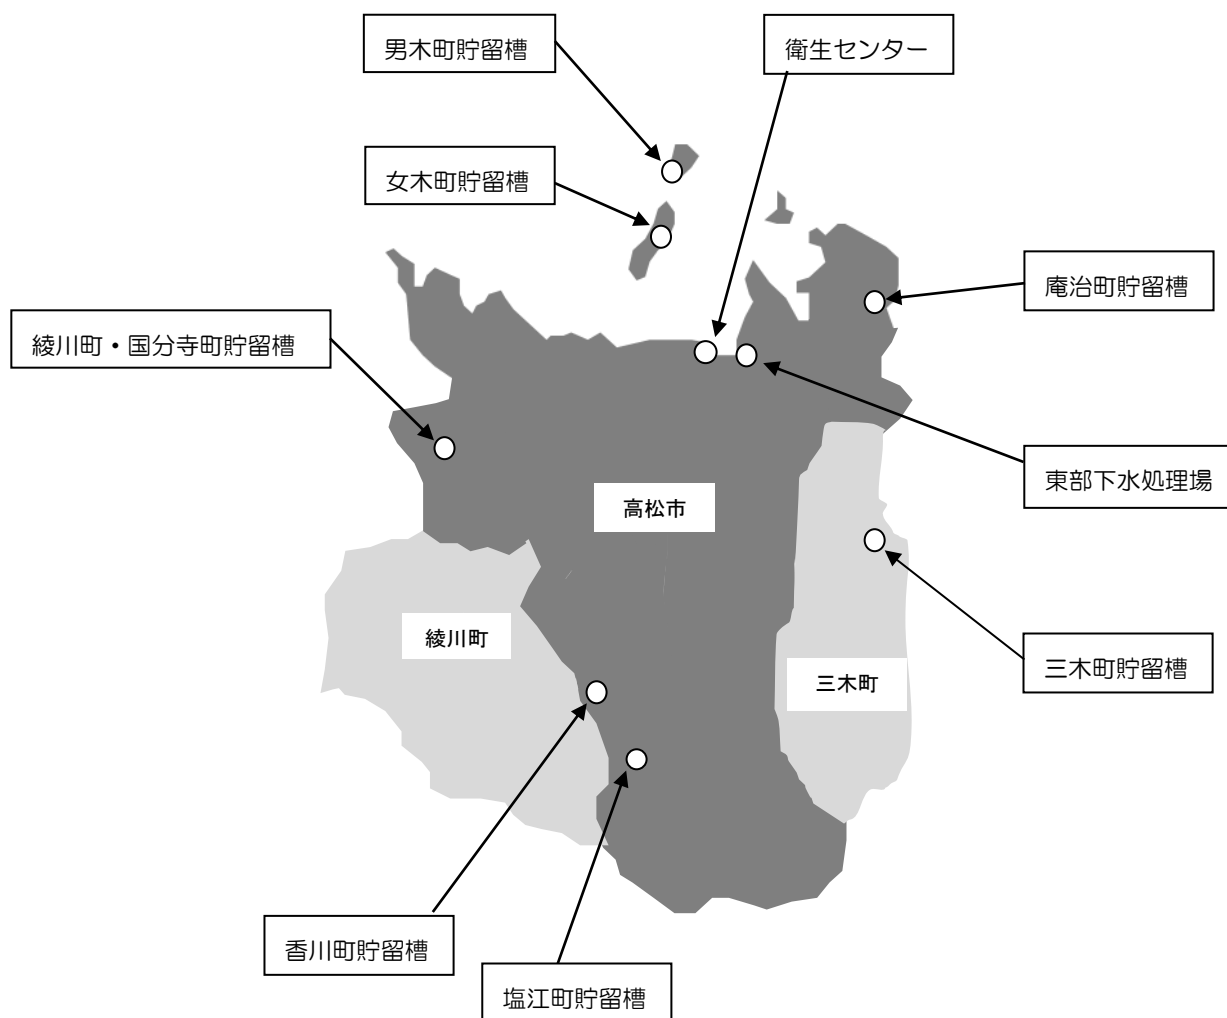 男木町貯留槽
衛生センター
女木町貯留槽
庵治町貯留槽
綾川町・国分寺町貯留槽
東部下水処理場
高松市
綾川町
三木町貯留槽
三木町
香川町貯留槽
塩江町貯留槽